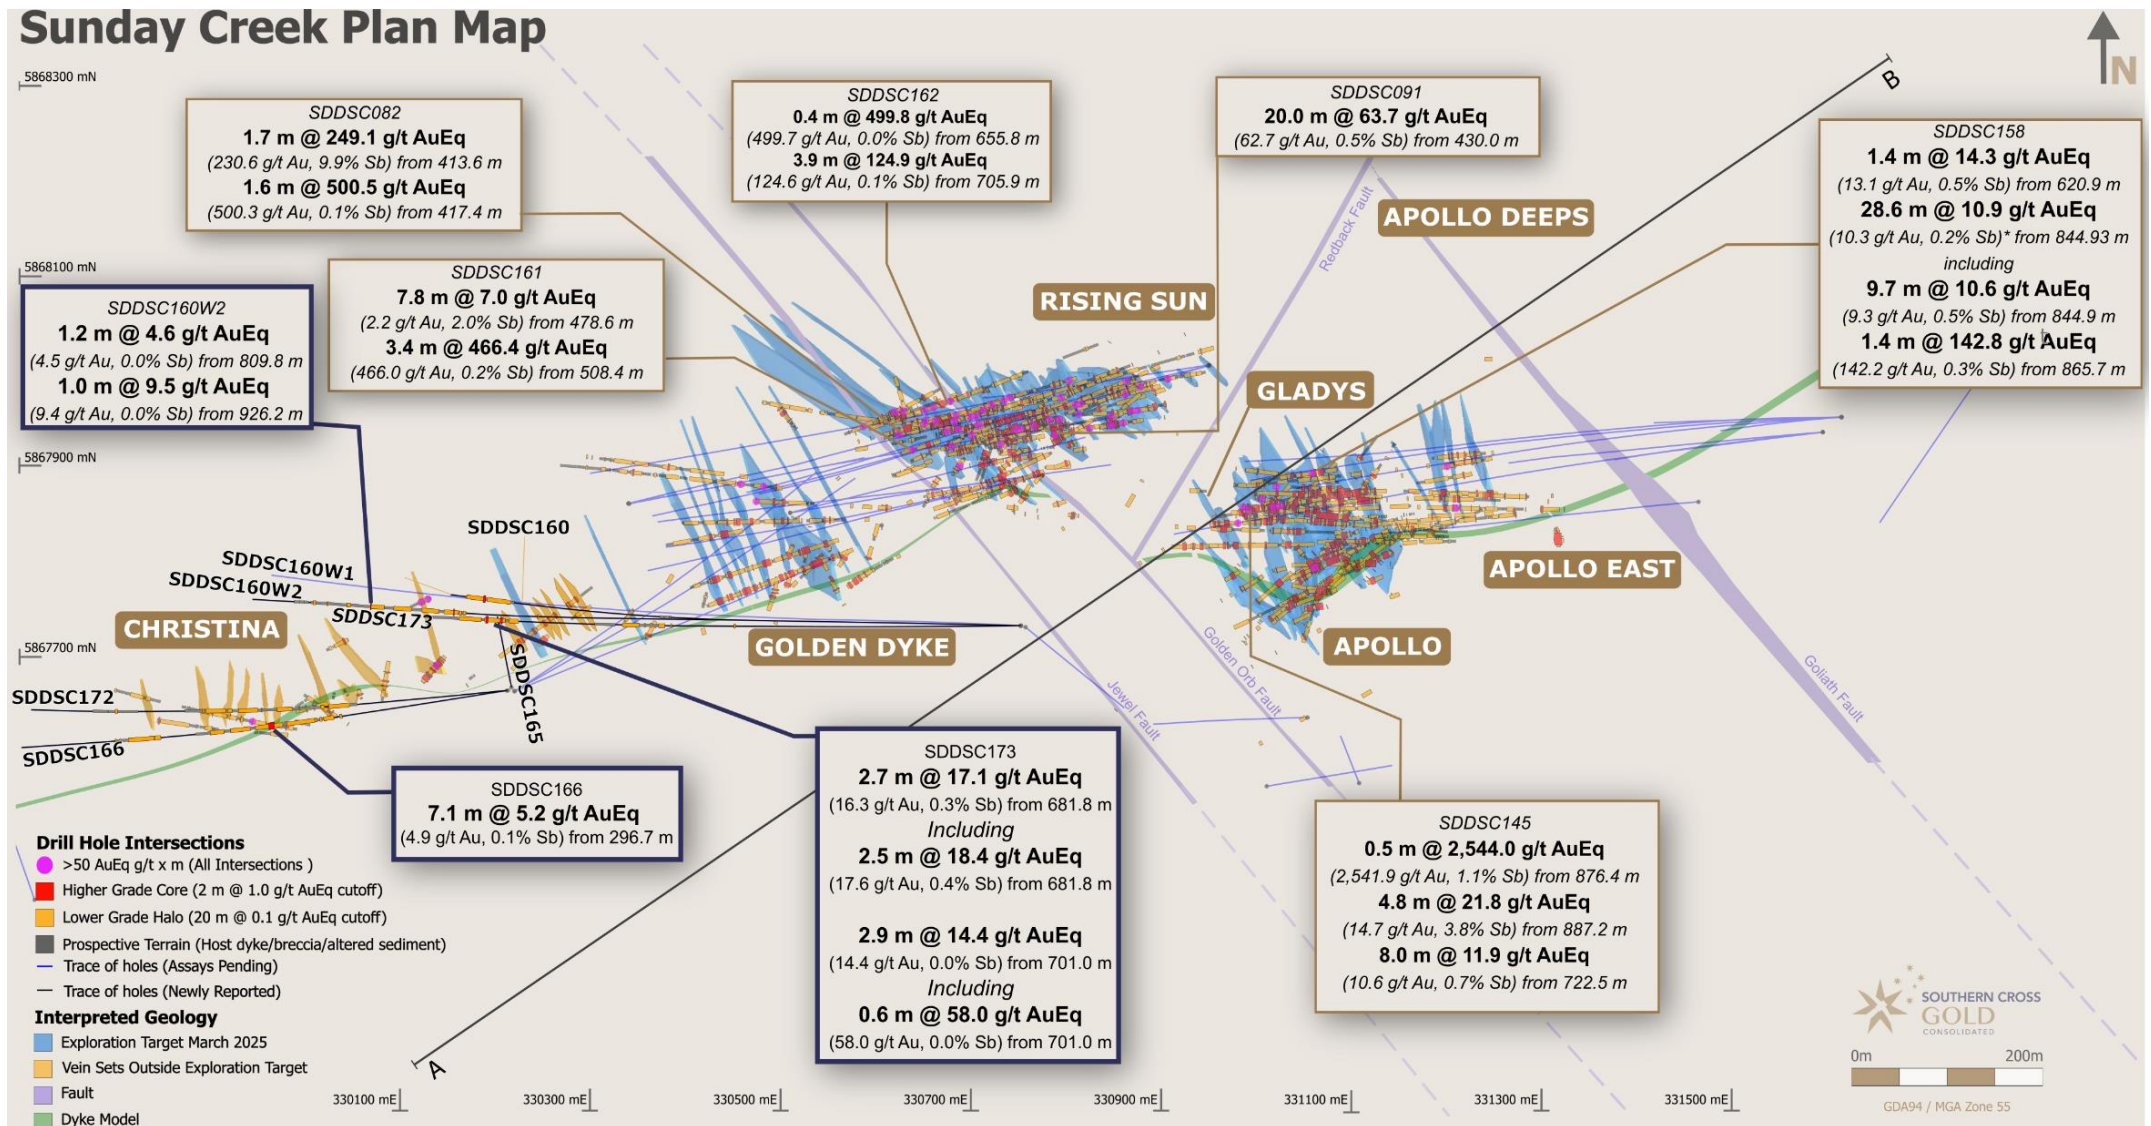 Sunday Creek Plan Map
N
5868300 mN
5868100 mN
5867900 mN
5867700 mN
SDDSC082
1.7 m @ 249.1 g/t AuEq
(230.6 g/t Au, 9.9% Sb) from 413.6 m
1.6 m @ 500.5 g/t AuEq
(500.3 g/t Au, 0.1% Sb) from 417.4 m
SDDSC162
0.4 m @ 499.8 g/t AuEq
(499.7 g/t Au, 0.0% Sb) from 655.8 m
3.9 m @ 124.9 g/t AuEq
(124.6 g/t Au, 0.1% Sb) from 705.9 m
SDDSC091
20.0 m @ 63.7 g/t AuEq
(62.7 g/t Au, 0.5% Sb) from 430.0 m
B
SDDSC158
1.4 m @ 14.3 g/t AuEq
(13.1 g/t Au, 0.5% Sb) from 620.9 m
28.6 m @ 10.9 g/t AuEq
(10.3 g/t Au, 0.2% Sb)* from 844.93 m
including
9.7 m @ 10.6 g/t AuEq
(9.3 g/t Au, 0.5% Sb) from 844.9 m
1.4 m @ 142.8 g/t AuEq
(142.2 g/t Au, 0.3% Sb) from 865.7 m
SDDSC160W2
1.2 m @ 4.6 g/t AuEq
(4.5 g/t Au, 0.0% Sb) from 809.8 m
1.0 m @ 9.5 g/t AuEq
(9.4 g/t Au, 0.0% Sb) from 926.2 m
SDDSC161
7.8 m @ 7.0 g/t AuEq
(2.2 g/t Au, 2.0% Sb) from 478.6 m
3.4 m @ 466.4 g/t AuEq
(466.0 g/t Au, 0.2% Sb) from 508.4 m
Redback Fault
APOLLO DEEPS
RISING SUN
GLADYS
SDDSC160
SDDSC160W1
SDDSC160W2
SDDSC173
CHRISTINA
GOLDEN DYKE
APOLLO EAST
APOLLO
SDDSC172
SDDSC166
SDDSC165
Jewel Fault
Golden Orb Fault
Goliath Fault
SDDSC166
7.1 m @ 5.2 g/t AuEq
(4.9 g/t Au, 0.1% Sb) from 296.7 m
SDDSC173
2.7 m @ 17.1 g/t AuEq
(16.3 g/t Au, 0.3% Sb) from 681.8 m
Including
2.5 m @ 18.4 g/t AuEq
(17.6 g/t Au, 0.4% Sb) from 681.8 m
2.9 m @ 14.4 g/t AuEq
(14.4 g/t Au, 0.0% Sb) from 701.0 m
Including
0.6 m @ 58.0 g/t AuEq
(58.0 g/t Au, 0.0% Sb) from 701.0 m
SDDSC145
0.5 m @ 2,544.0 g/t AuEq
(2,541.9 g/t Au, 1.1% Sb) from 876.4 m
4.8 m @ 21.8 g/t AuEq
(14.7 g/t Au, 3.8% Sb) from 887.2 m
8.0 m @ 11.9 g/t AuEq
(10.6 g/t Au, 0.7% Sb) from 722.5 m
A
Drill Hole Intersections
>50 AuEq g/t x m (All Intersections )
Higher Grade Core (2 m @ 1.0 g/t AuEq cutoff)
Lower Grade Halo (20 m @ 0.1 g/t AuEq cutoff)
Prospective Terrain (Host dyke/breccia/altered sediment)
Trace of holes (Assays Pending)
Trace of holes (Newly Reported)
Interpreted Geology
Exploration Target March 2025
Vein Sets Outside Exploration Target
Fault
Dyke Model
330100 mE
330300 mE
330500 mE
330700 mE
330900 mE
331100 mE
331300 mE
331500 mE
SOUTHERN CROSS
GOLD
CONSOLIDATED
0m 200m
GDA94 / MGA Zone 55